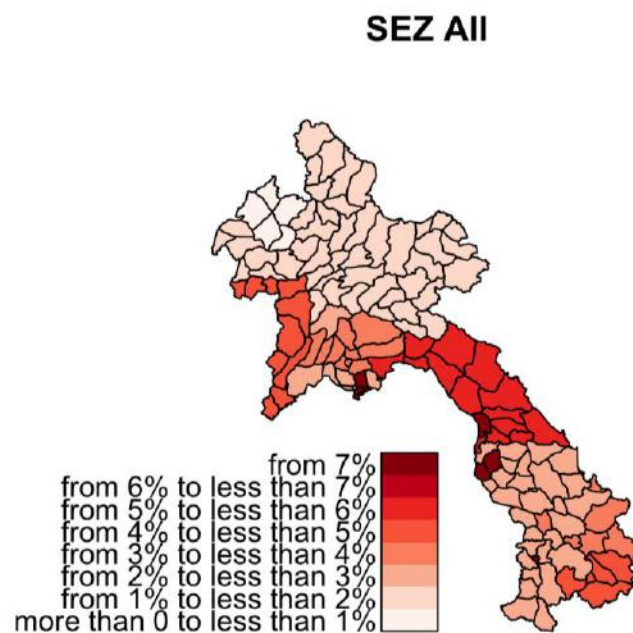 SEZ All
from 7%
from 6% to less than 7%
from 5% to less than 6%
from 4% to less than 5%
from 3% to less than 4%
from 2% to less than 3%
from 1% to less than 2%
more than 0 to less than 1%